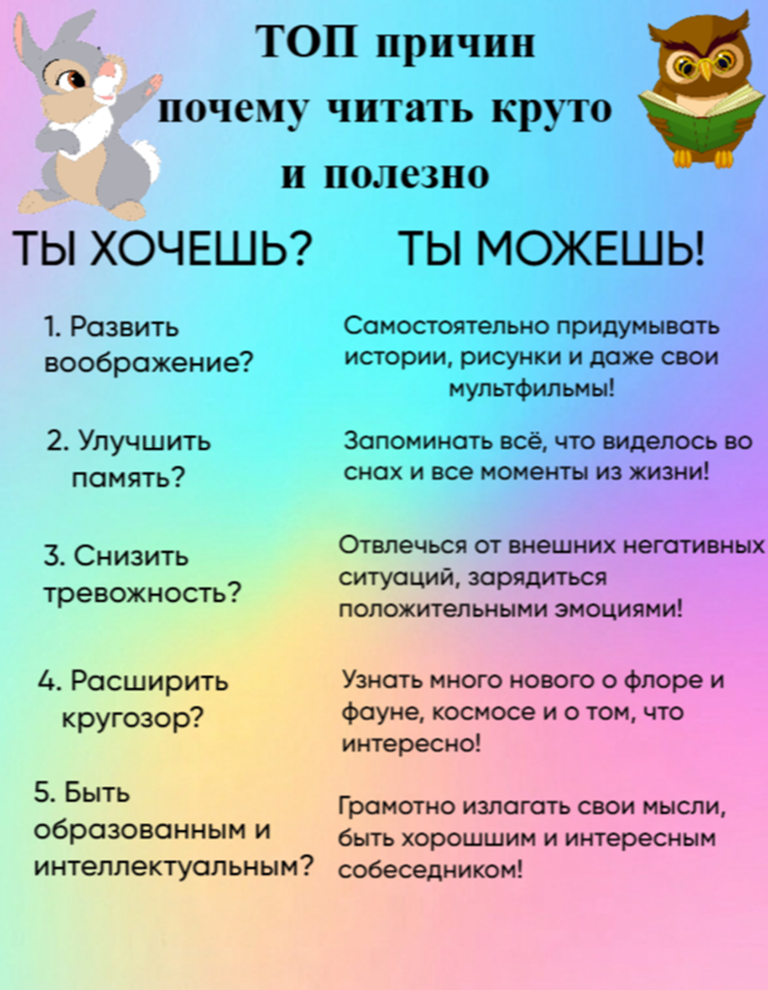 ТОП причин
почему читать круто
и полезно
ТЫ ХОЧЕШЬ?
ТЫ МОЖЕШЬ!
1. Развить
воображение?
Самостоятельно придумывать
истории, рисунки и даже свои
мультфильмы!
2. Улучшить
память?
Запоминать всё, что виделось во
снах и все моменты из жизни!
3. Снизить
тревожность?
Отвлечься от внешних негативных
ситуаций, зарядиться
положительными эмоциями!
4. Расширить
кругозор?
Узнать много нового о флоре и
фауне, космосе и о том, что
интересно!
5. Быть
образованным и
интеллектуальным?
Грамотно излагать свои мысли,
быть хорошшим и интересным
собеседником!